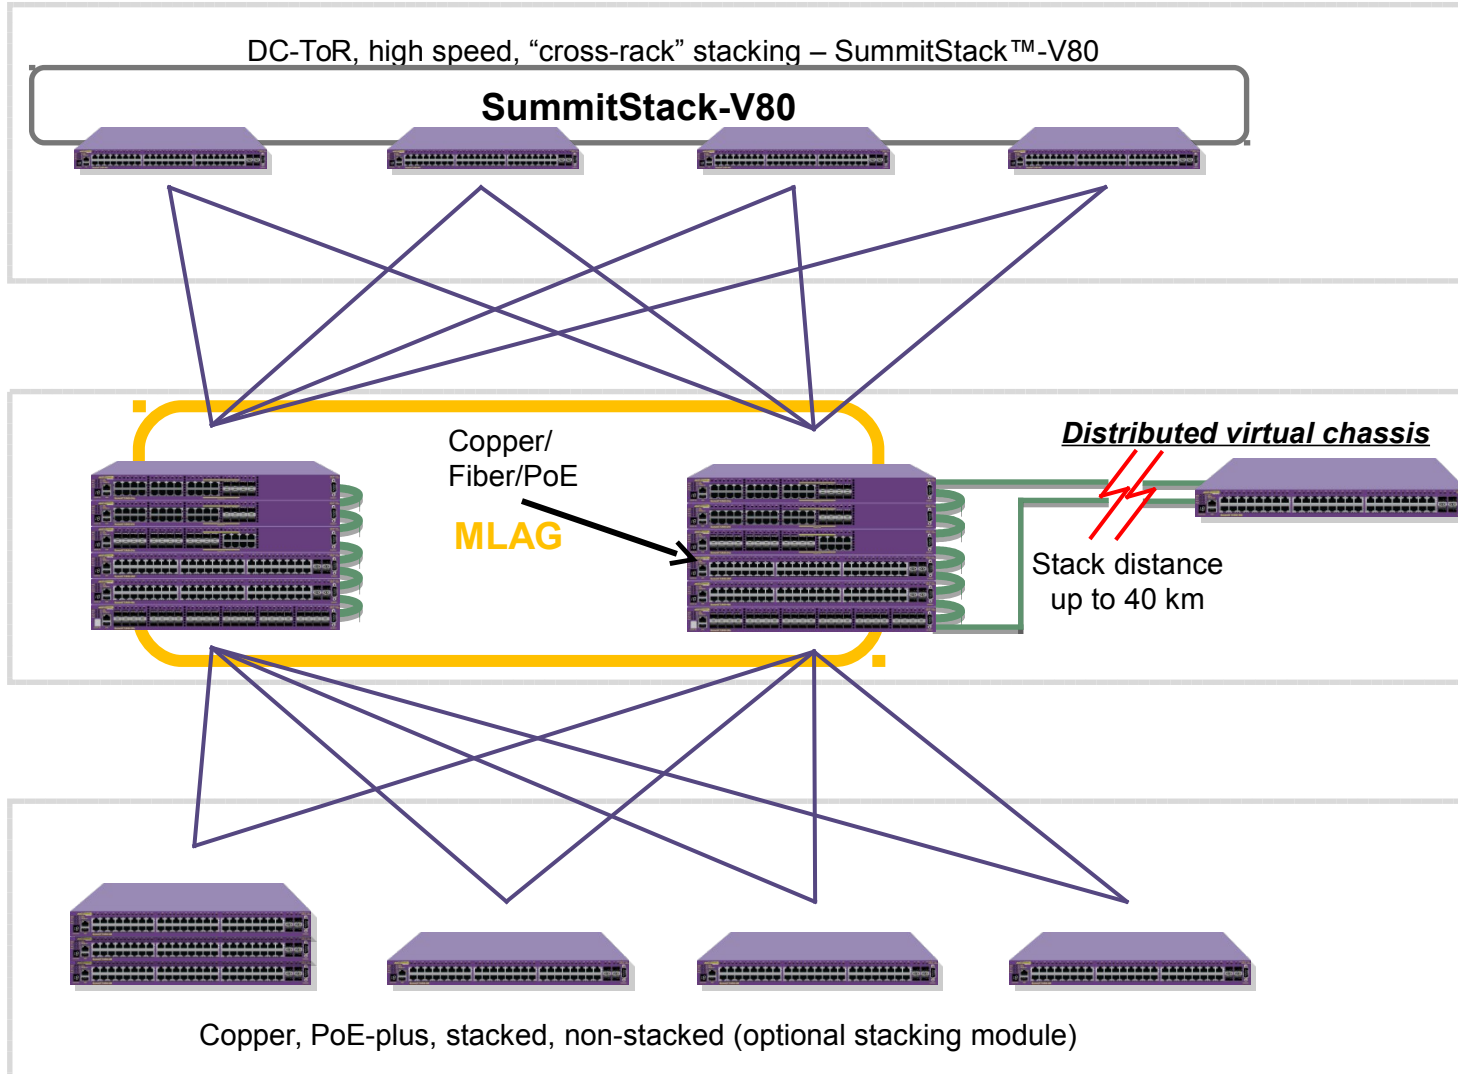 DC-ToR, high speed, “cross-rack” stacking – SummitStack™-V80
SummitStack-V80
Copper/
Fiber/PoE
MLAG
Distributed virtual chassis
Stack distance
up to 40 km
Copper, PoE-plus, stacked, non-stacked (optional stacking module)